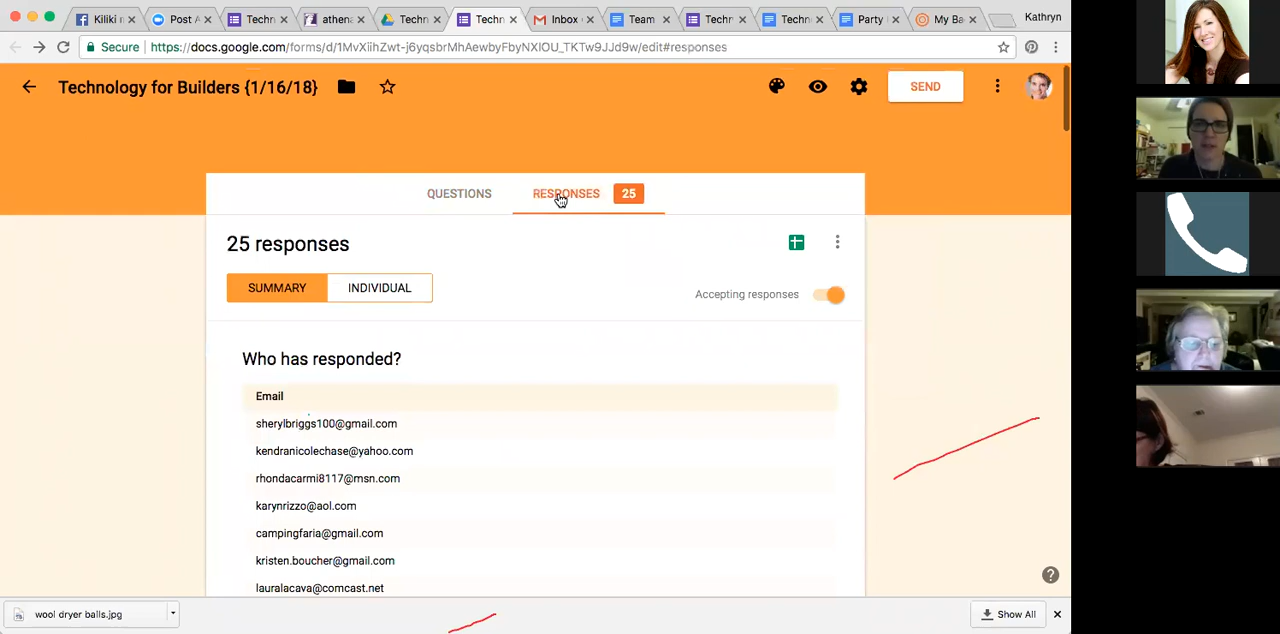 Kiliki n
Post A
Techn
athena
Techn
Techn
Inbox
Team
Techn
Techn
Party
My Ba
Kathryn
Secure https://docs.google.com/forms/d/1MvXiihZwt-j6yqsbrMhAewbyFbyNXIOU_TKTw9JJd9w/edit#responses
Technology for Builders {1/16/18}
SEND
QUESTIONS RESPONSES 25
25 responses
SUMMARY INDIVIDUAL
Accepting responses
Who has responded?
Email
sherylbriggs100@gmail.com
kendranicolechase@yahoo.com
rhondacarmi8117@msn.com
karynrizzo@aol.com
campingfaria@gmail.com
kristen.boucher@gmail.com
lauralacava@comcast.net
wool dryer balls.jpg
Show All